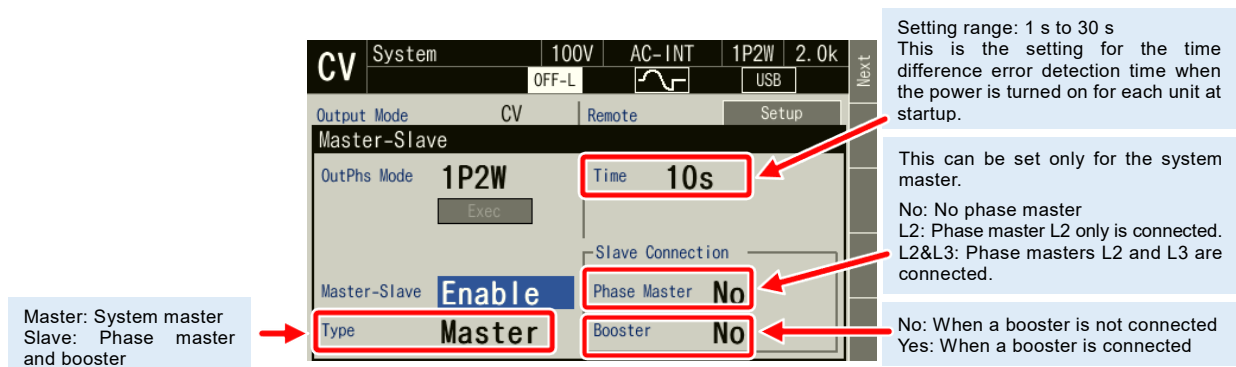 Setting range: 1 s to 30 s
This is the setting for the time
difference error detection time when
the power is turned on for each unit at
startup.
CV
System
100V
AC-INT
1P2W
2.0k
OFF-L
USB
Next
Output Mode
CV
Remote
Setup
Master-Slave
OutPhs Mode
1P2W
Time
10s
Exec
This can be set only for the system
master.
No: No phase master
L2: Phase master L2 only is connected.
L2&L3: Phase masters L2 and L3 are
connected.
Slave Connection
Master-Slave
Enable
Phase Master
No
Type
Master
Booster
No
Master: System master
Slave: Phase master
and booster
No: When a booster is not connected
Yes: When a booster is connected